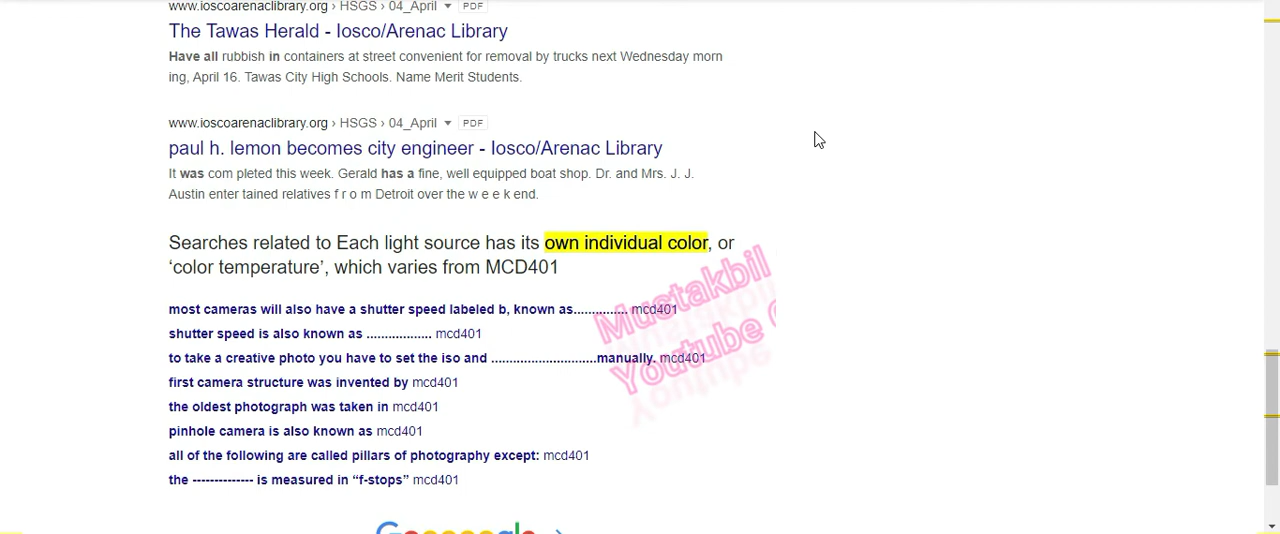 www.ioscoarenaclibrary.org › HSGS › 04_April PDF
The Tawas Herald - Iosco/Arenac Library
Have all rubbish in containers at street convenient for removal by trucks next Wednesday morn
ing, April 16. Tawas City High Schools. Name Merit Students.
www.ioscoarenaclibrary.org › HSGS › 04_April PDF
paul h. lemon becomes city engineer - Iosco/Arenac Library
It was com pleted this week. Gerald has a fine, well equipped boat shop. Dr. and Mrs. J. J.
Austin enter tained relatives f r o m Detroit over the w e e k end.
Searches related to Each light source has its own individual color, or
‘color temperature’, which varies from MCD401
most cameras will also have a shutter speed labeled b, known as............... mcd401
shutter speed is also known as .................. mcd401
to take a creative photo you have to set the iso and ............................manually. mcd401
first camera structure was invented by mcd401
the oldest photograph was taken in mcd401
pinhole camera is also known as mcd401
all of the following are called pillars of photography except: mcd401
the -------------- is measured in “f-stops” mcd401
Mustakbil
Youtube